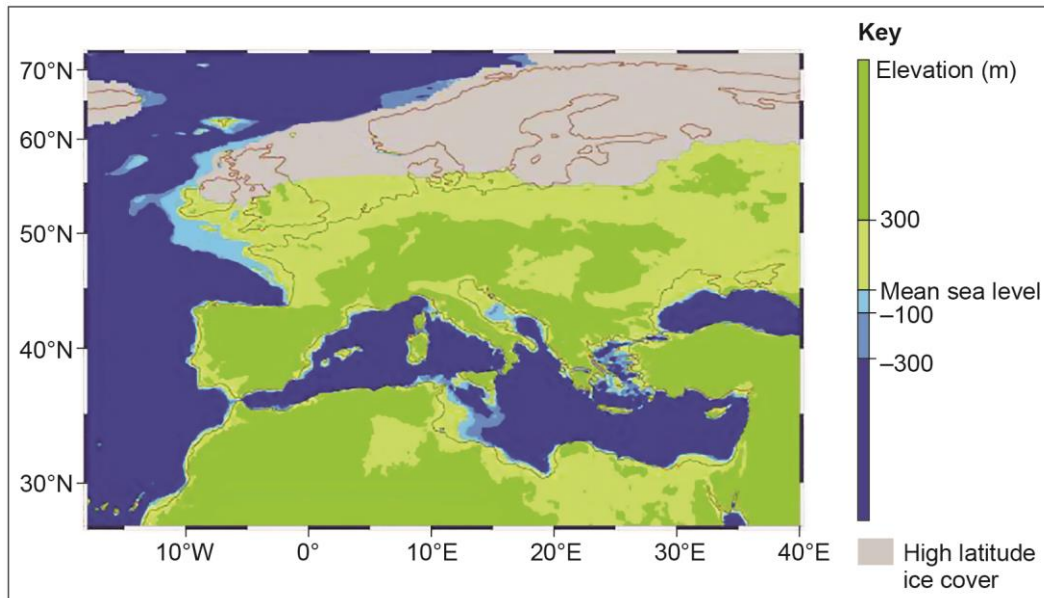 70°N
60°N
50°N
40°N
30°N
10°W 0° 10°E 20°E 30°E 40°E
Key
Elevation (m)
300
Mean sea level
–100
–300
High latitude
ice cover